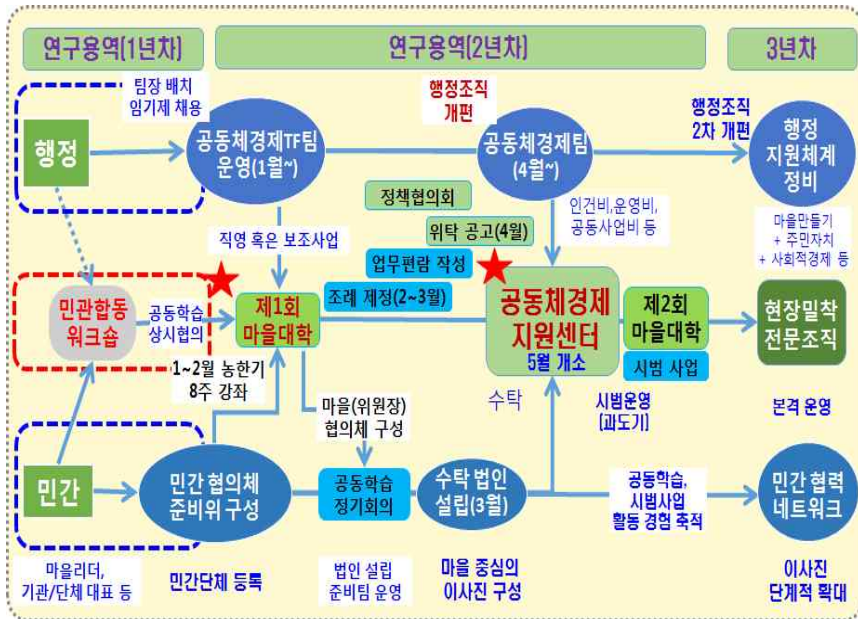 연구용역(1년차)
연구용역(2년차)
3년차
팀장 배치
임기제 채용
행정
공동체경제TF팀
운영(1월~)
행정조직
개편
공동체경제팀
(4월~)
행정조직
2차 개편
행정
지원체계
정비
직영 혹은 보조사업
정책협의회
위탁 공고(4월)
업무편람 작성
조례 제정(2~3월)
인건비,운영비,
공동사업비 등
마을만들기
+ 주민자치
+ 사회적경제 등
민관합동
워크숍
공동학습
상시협의
제1회
마을대학
공동체경제
지원센터
5월 개소
제2회
마을대학
시범 사업
현장밀착
전문조직
1~2월 농한기
8주 강좌
마을(위원장)
협의체 구성
수탁
시범운영
[과도기]
본격 운영
민간
민간 협의체
준비위 구성
공동학습
정기회의
수탁 법인
설립(3월)
공동학습,
시범사업
활동 경험 축적
민간 협력
네트워크
마을리더,
기관/단체 대표 등
민간단체 등록
법인 설립
준비팀 운영
마을 중심의
이사진 구성
이사진
단계적 확대